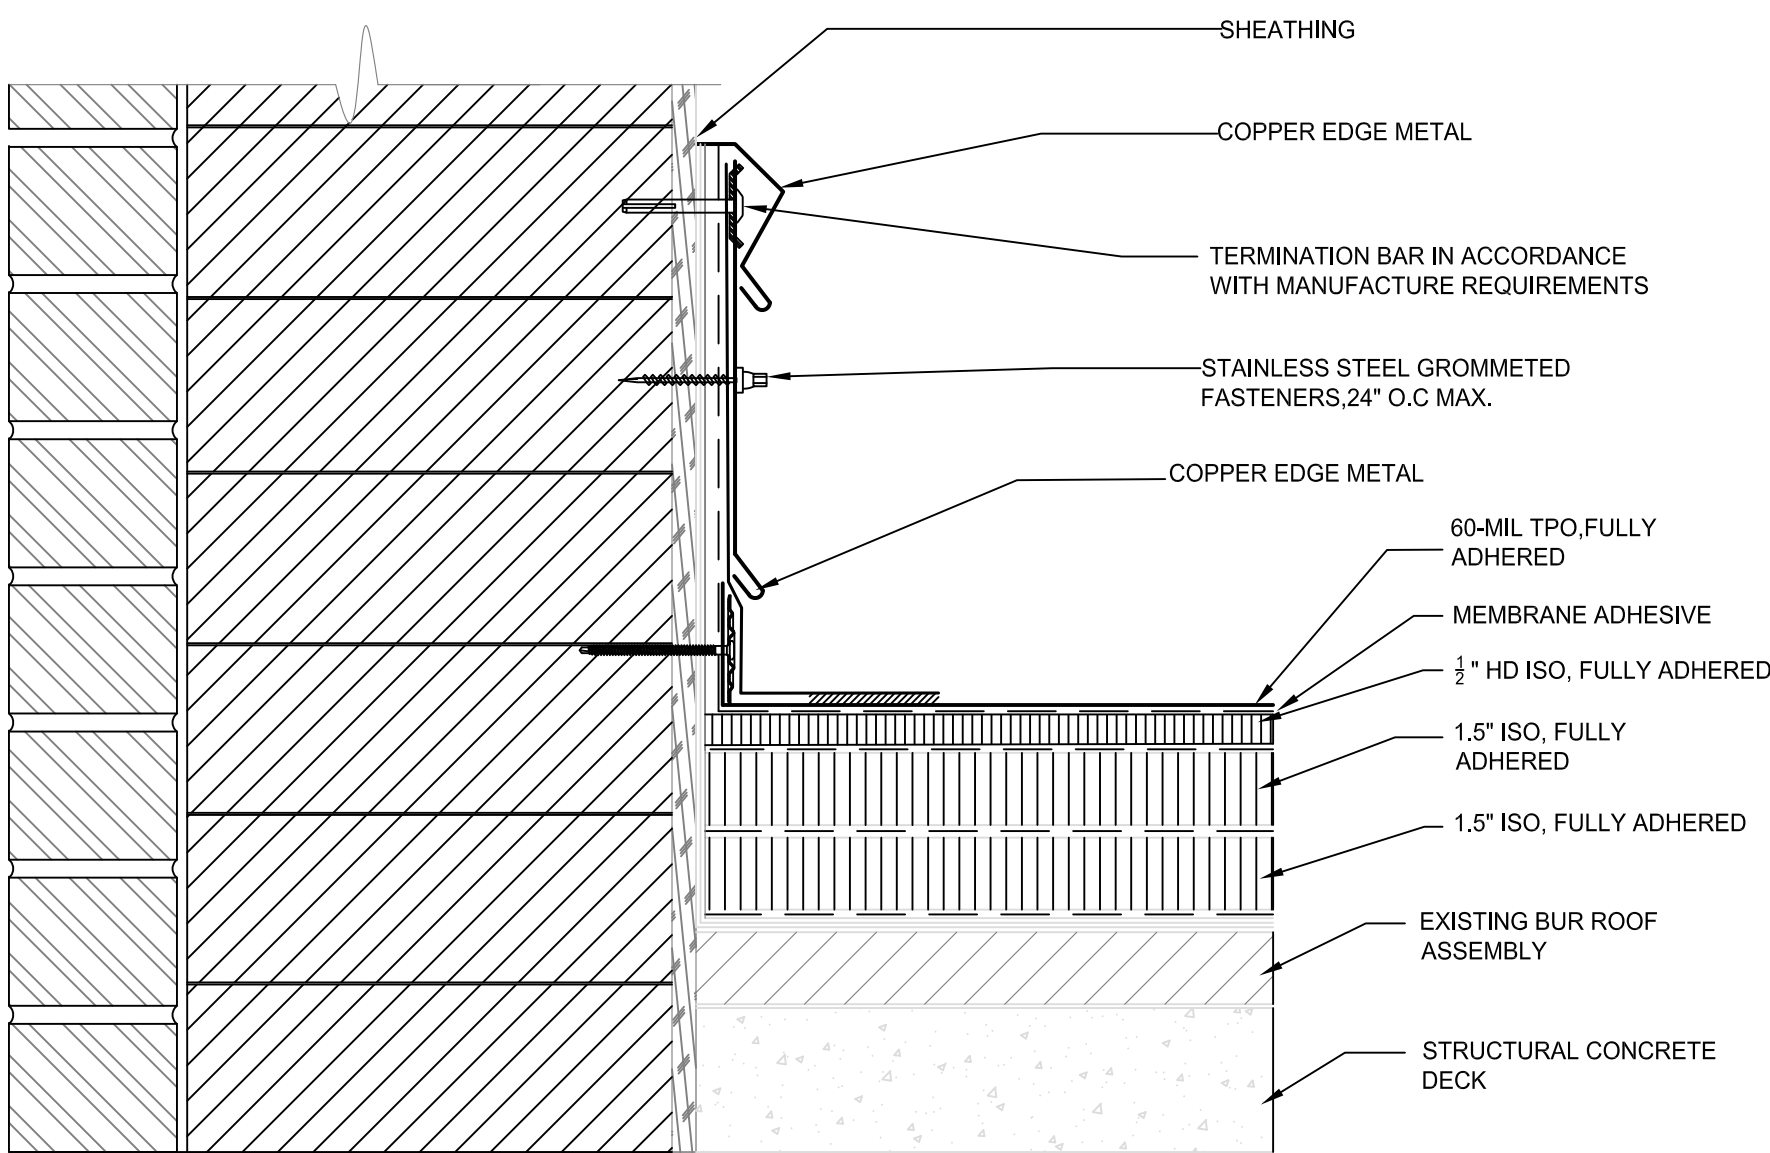 SHEATHING
COPPER EDGE METAL
TERMINATION BAR IN ACCORDANCE
WITH MANUFACTURE REQUIREMENTS
STAINLESS STEEL GROMMETED
FASTENERS,24" O.C MAX.
COPPER EDGE METAL
60-MIL TPO,FULLY
ADHERED
MEMBRANE ADHESIVE
1/2" HD ISO, FULLY ADHERED
1.5" ISO, FULLY
ADHERED
1.5" ISO, FULLY ADHERED
EXISTING BUR ROOF
ASSEMBLY
STRUCTURAL CONCRETE
DECK